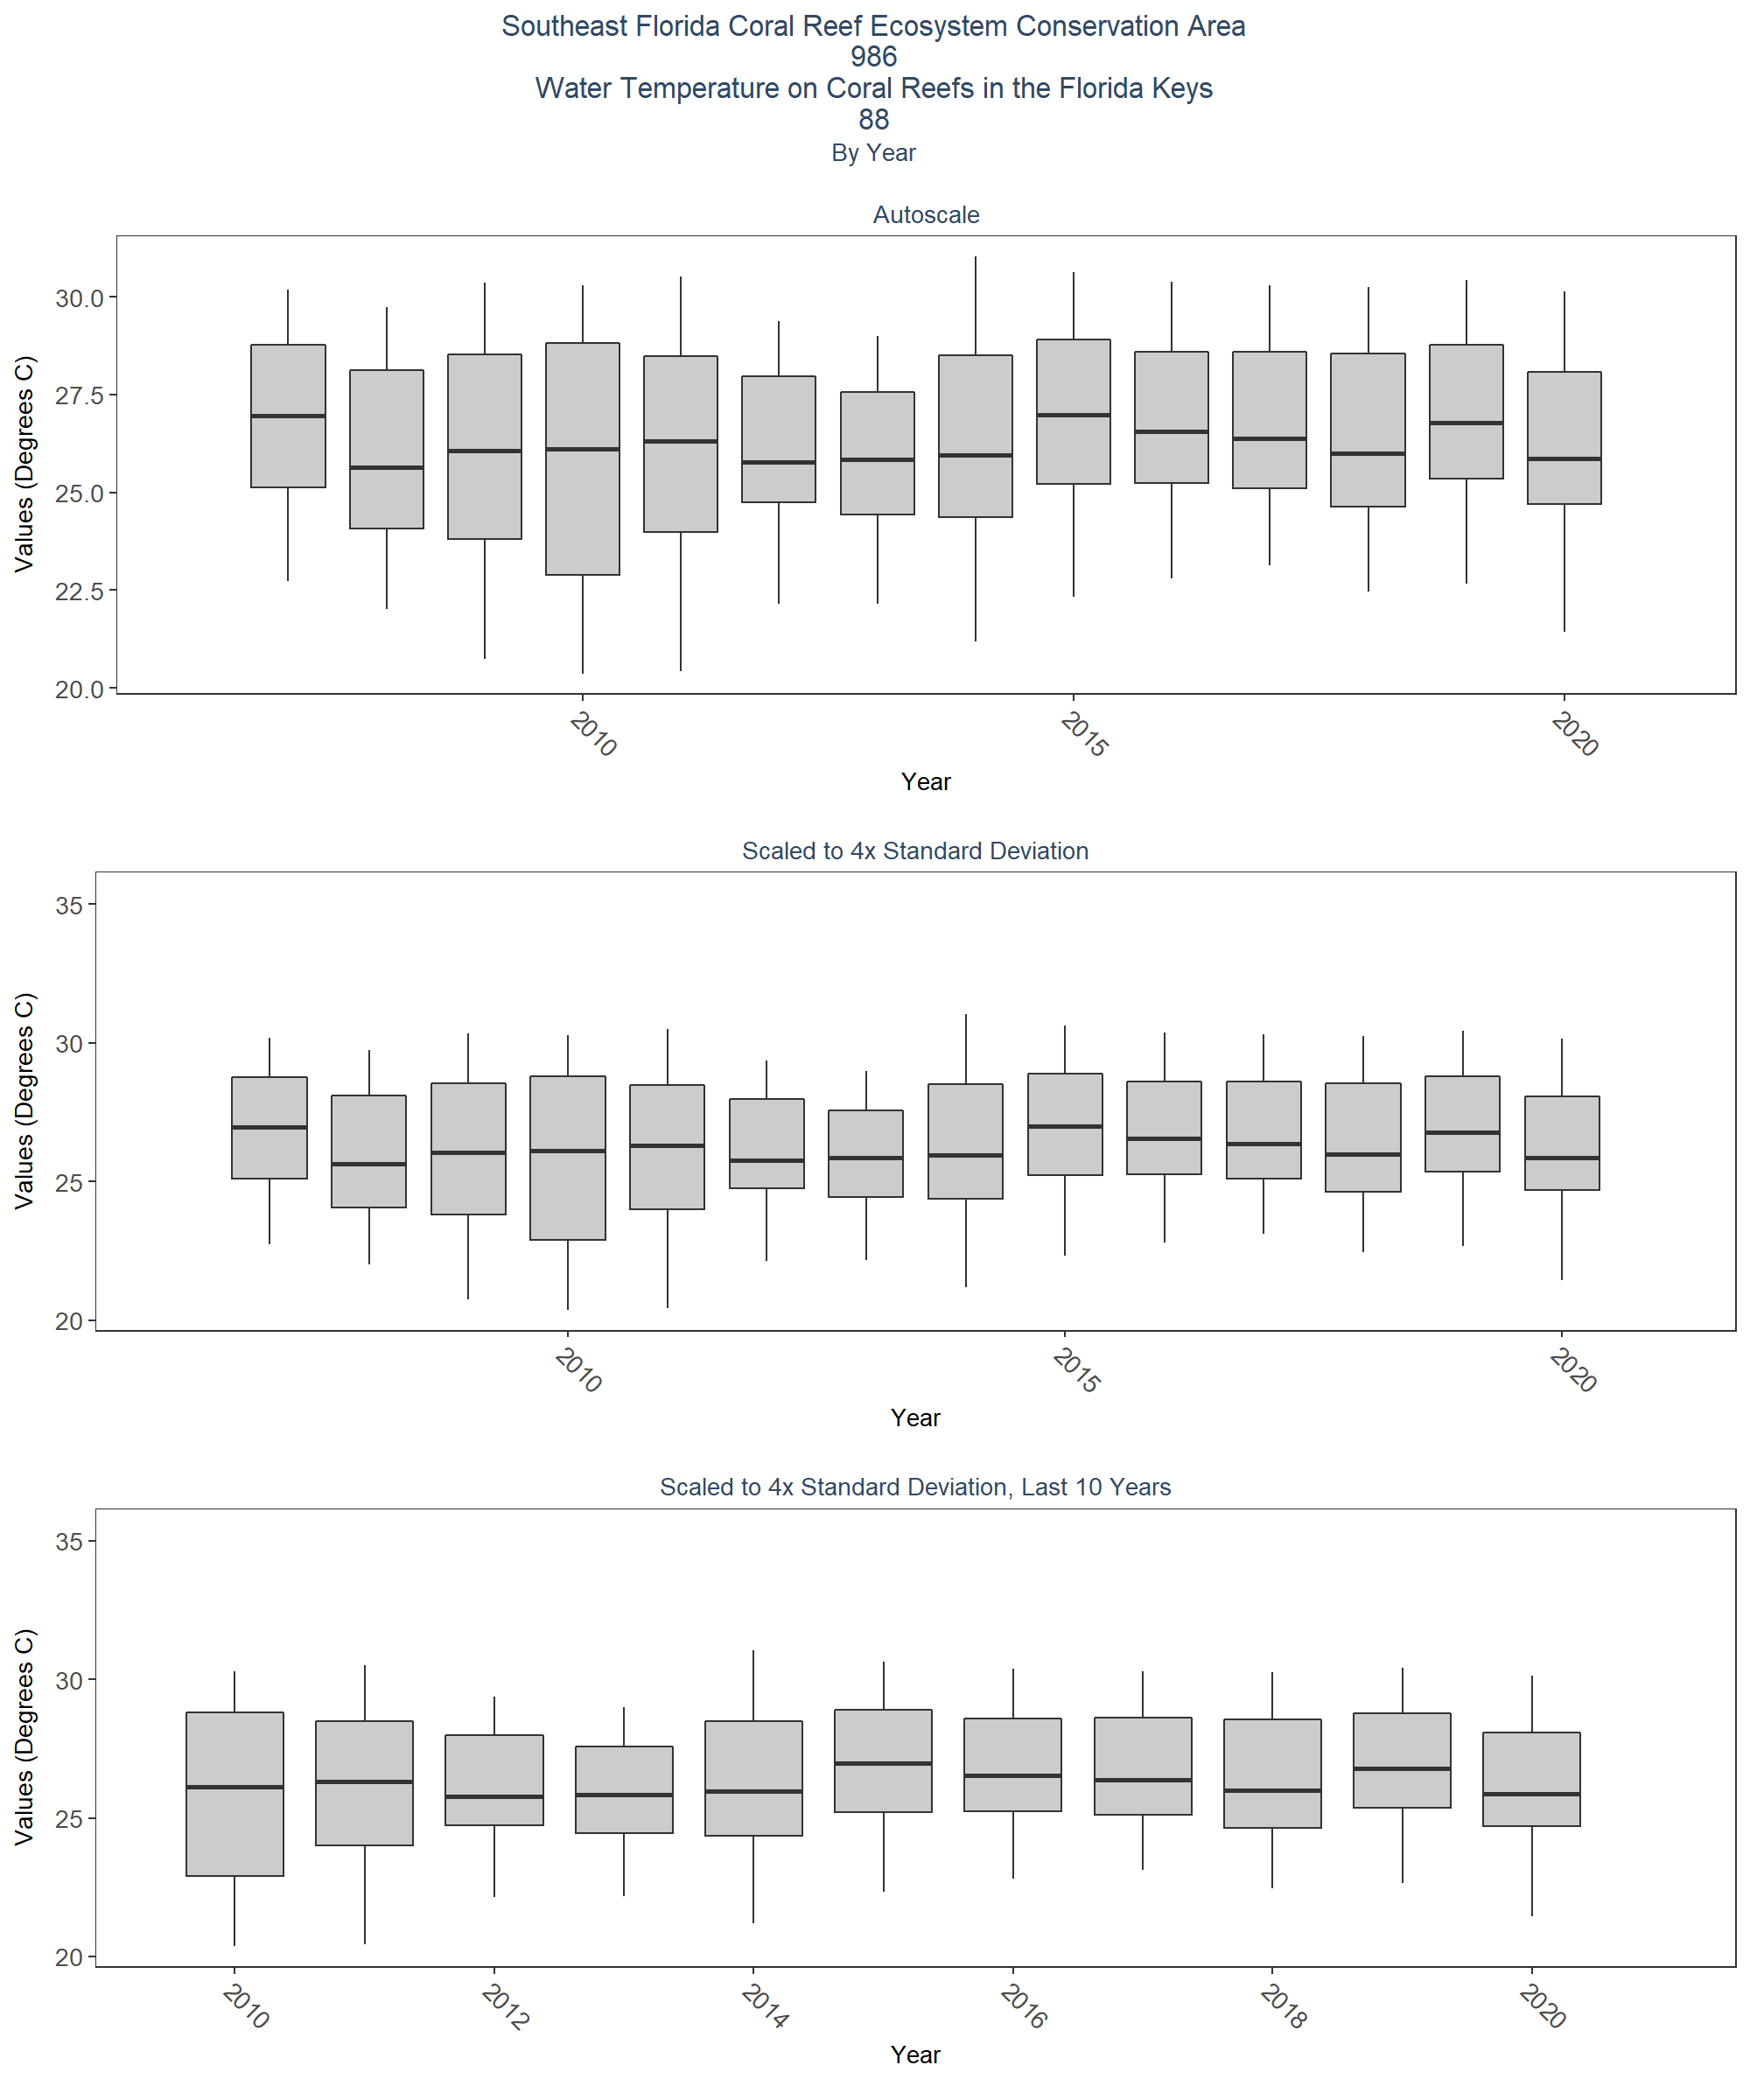 Southeast Florida Coral Reef Ecosystem Conservation Area
986
Water Temperature on Coral Reefs in the Florida Keys
88
By Year
Autoscale
Values (Degrees C)
30.0
27.5
25.0
22.5
20.0
2010 2015 2020
Year
Scaled to 4x Standard Deviation
Values (Degrees C)
35
30
25
20
2010 2015 2020
Year
Scaled to 4x Standard Deviation, Last 10 Years
Values (Degrees C)
35
30
25
20
2010 2012 2014 2016 2018 2020
Year